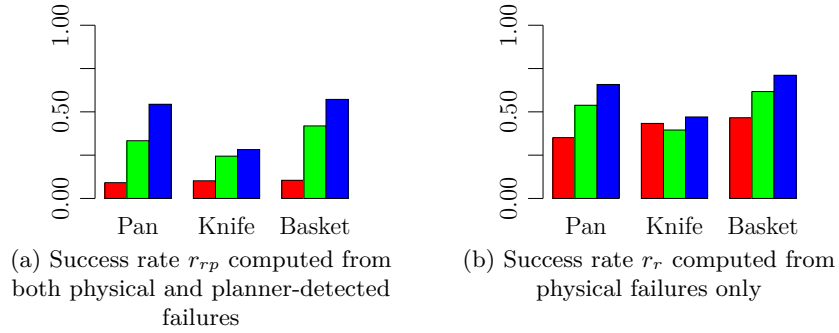 1.00
0.50
0.00
Pan Knife Basket
(a) Success rate r_rp computed from
both physical and planner-detected
failures
1.00
0.50
0.00
Pan Knife Basket
(b) Success rate r_r computed from
physical failures only